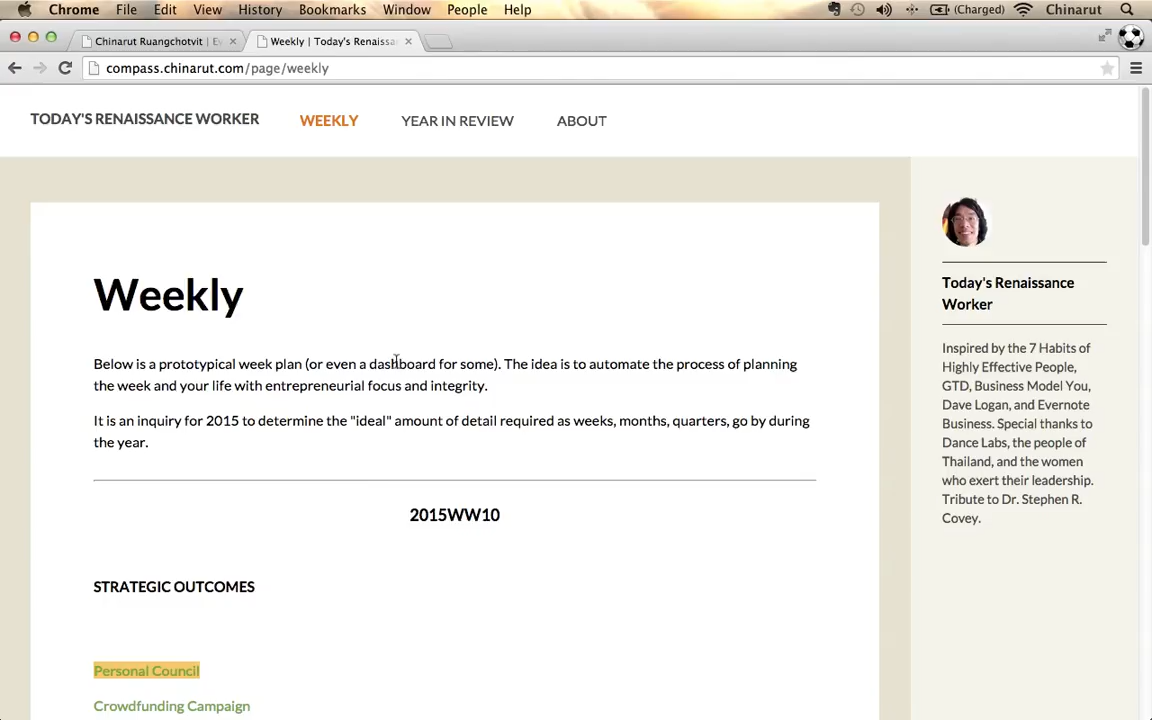 Chrome File Edit View History Bookmarks Window People Help (Charged) Chinarut
Chinarut Ruangchotvit | E
Weekly | Today's Renaissa
compass.chinarut.com/page/weekly
TODAY'S RENAISSANCE WORKER WEEKLY YEAR IN REVIEW ABOUT
Weekly
Below is a prototypical week plan (or even a dashboard for some). The idea is to automate the process of planning
the week and your life with entrepreneurial focus and integrity.
It is an inquiry for 2015 to determine the "ideal" amount of detail required as weeks, months, quarters, go by during
the year.
2015WW10
STRATEGIC OUTCOMES
Personal Council
Crowdfunding Campaign
Today's Renaissance
Worker
Inspired by the 7 Habits of
Highly Effective People,
GTD, Business Model You,
Dave Logan, and Evernote
Business. Special thanks to
Dance Labs, the people of
Thailand, and the women
who exert their leadership.
Tribute to Dr. Stephen R.
Covey.